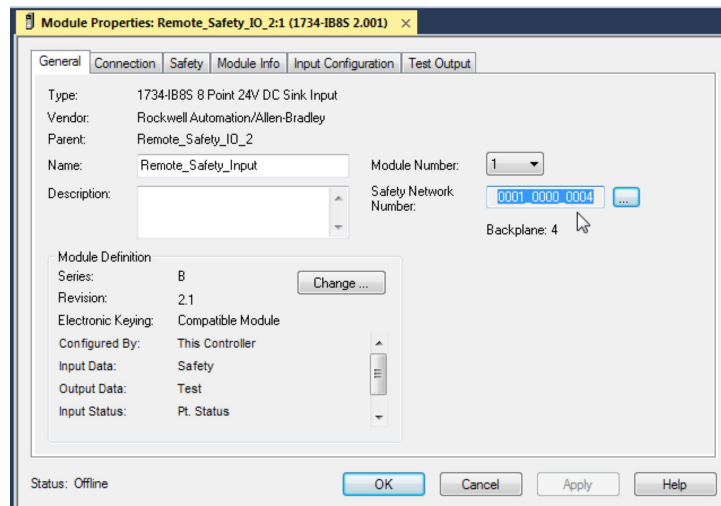 Module Properties: Remote_Safety_IO_2:1 (1734-IB8S 2.001) ×
General Connection Safety Module Info Input Configuration Test Output
Type: 1734-IB8S 8 Point 24V DC Sink Input
Vendor: Rockwell Automation/Allen-Bradley
Parent: Remote_Safety_IO_2
Name: Remote_Safety_Input Module Number: 1
Description: Safety Network Number: 0001_0000_0004 ...
Backplane: 4
Module Definition
Series: B Change ...
Revision: 2.1
Electronic Keying: Compatible Module
Configured By: This Controller
Input Data: Safety
Output Data: Test
Input Status: Pt. Status
Status: Offline OK Cancel Apply Help